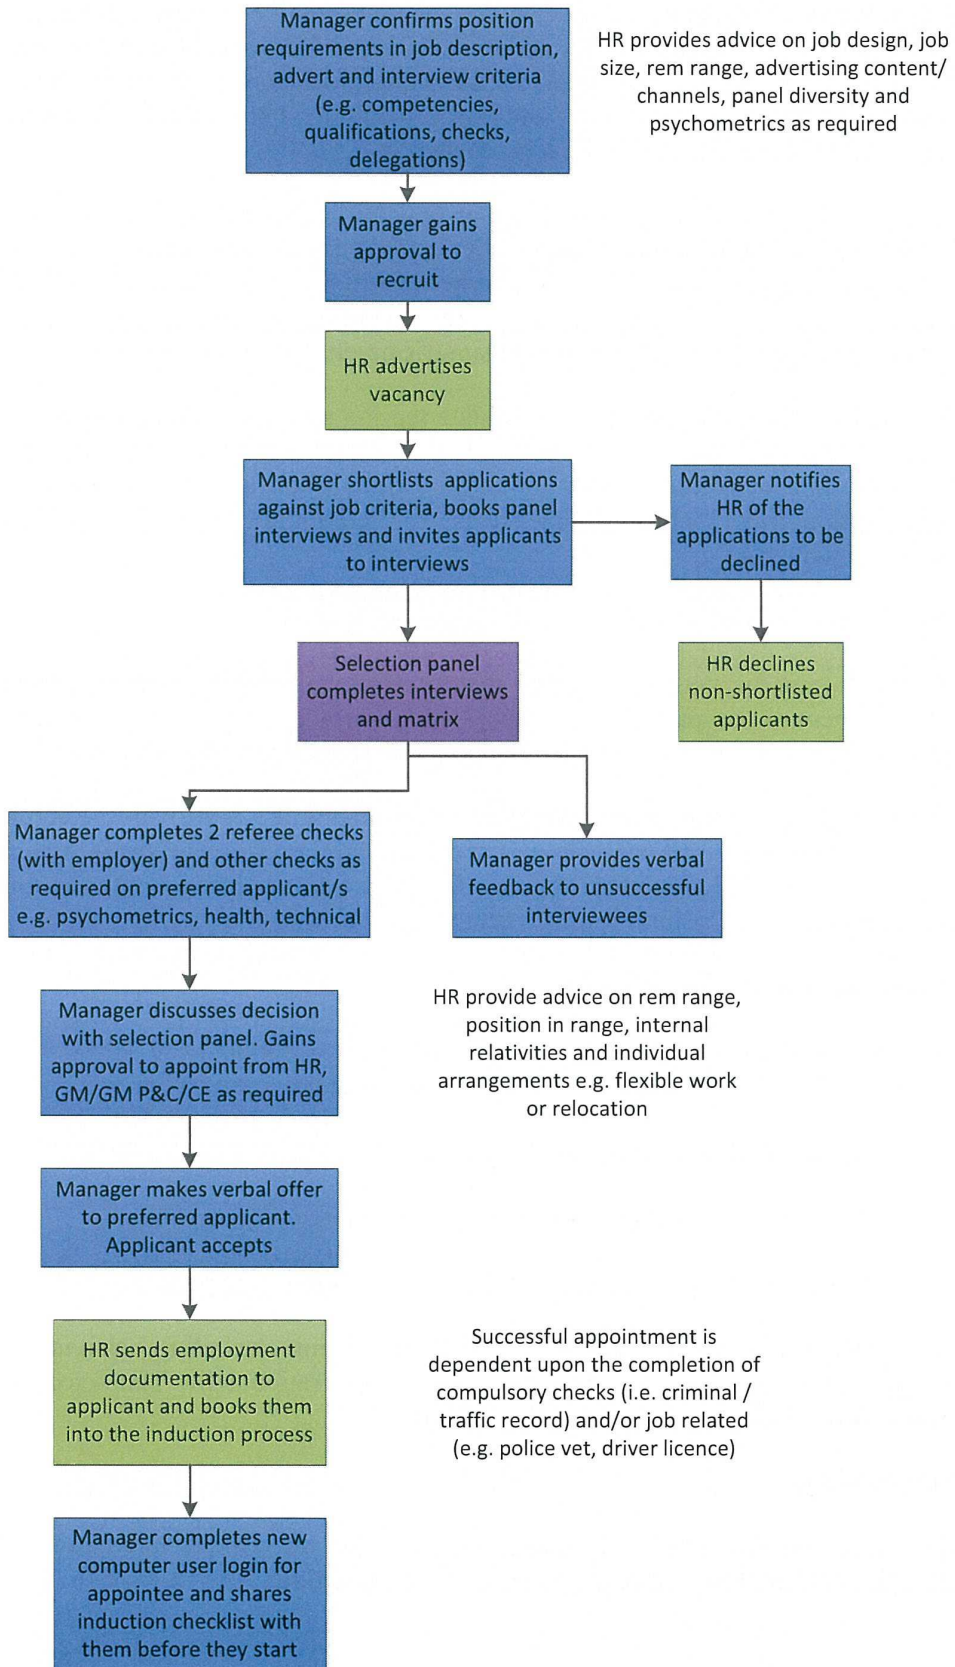 Manager confirms position
requirements in job description,
advert and interview criteria
(e.g. competencies,
qualifications, checks,
delegations)
HR provides advice on job design, job
size, rem range, advertising content/
channels, panel diversity and
psychometrics as required
Manager gains
approval to
recruit
HR advertises
vacancy
Manager shortlists applications
against job criteria, books panel
interviews and invites applicants
to interviews
Manager notifies
HR of the
applications to be
declined
Selection panel
completes interviews
and matrix
HR declines
non-shortlisted
applicants
Manager completes 2 referee checks
(with employer) and other checks as
required on preferred applicant/s
e.g. psychometrics, health, technical
Manager provides verbal
feedback to unsuccessful
interviewees
Manager discusses decision
with selection panel. Gains
approval to appoint from HR,
GM/GM P&C/CE as required
HR provide advice on rem range,
position in range, internal
relativities and individual
arrangements e.g. flexible work
or relocation
Manager makes verbal offer
to preferred applicant.
Applicant accepts
HR sends employment
documentation to
applicant and books them
into the induction process
Successful appointment is
dependent upon the completion of
compulsory checks (i.e. criminal /
traffic record) and/or job related
(e.g. police vet, driver licence)
Manager completes new
computer user login for
appointee and shares
induction checklist with
them before they start